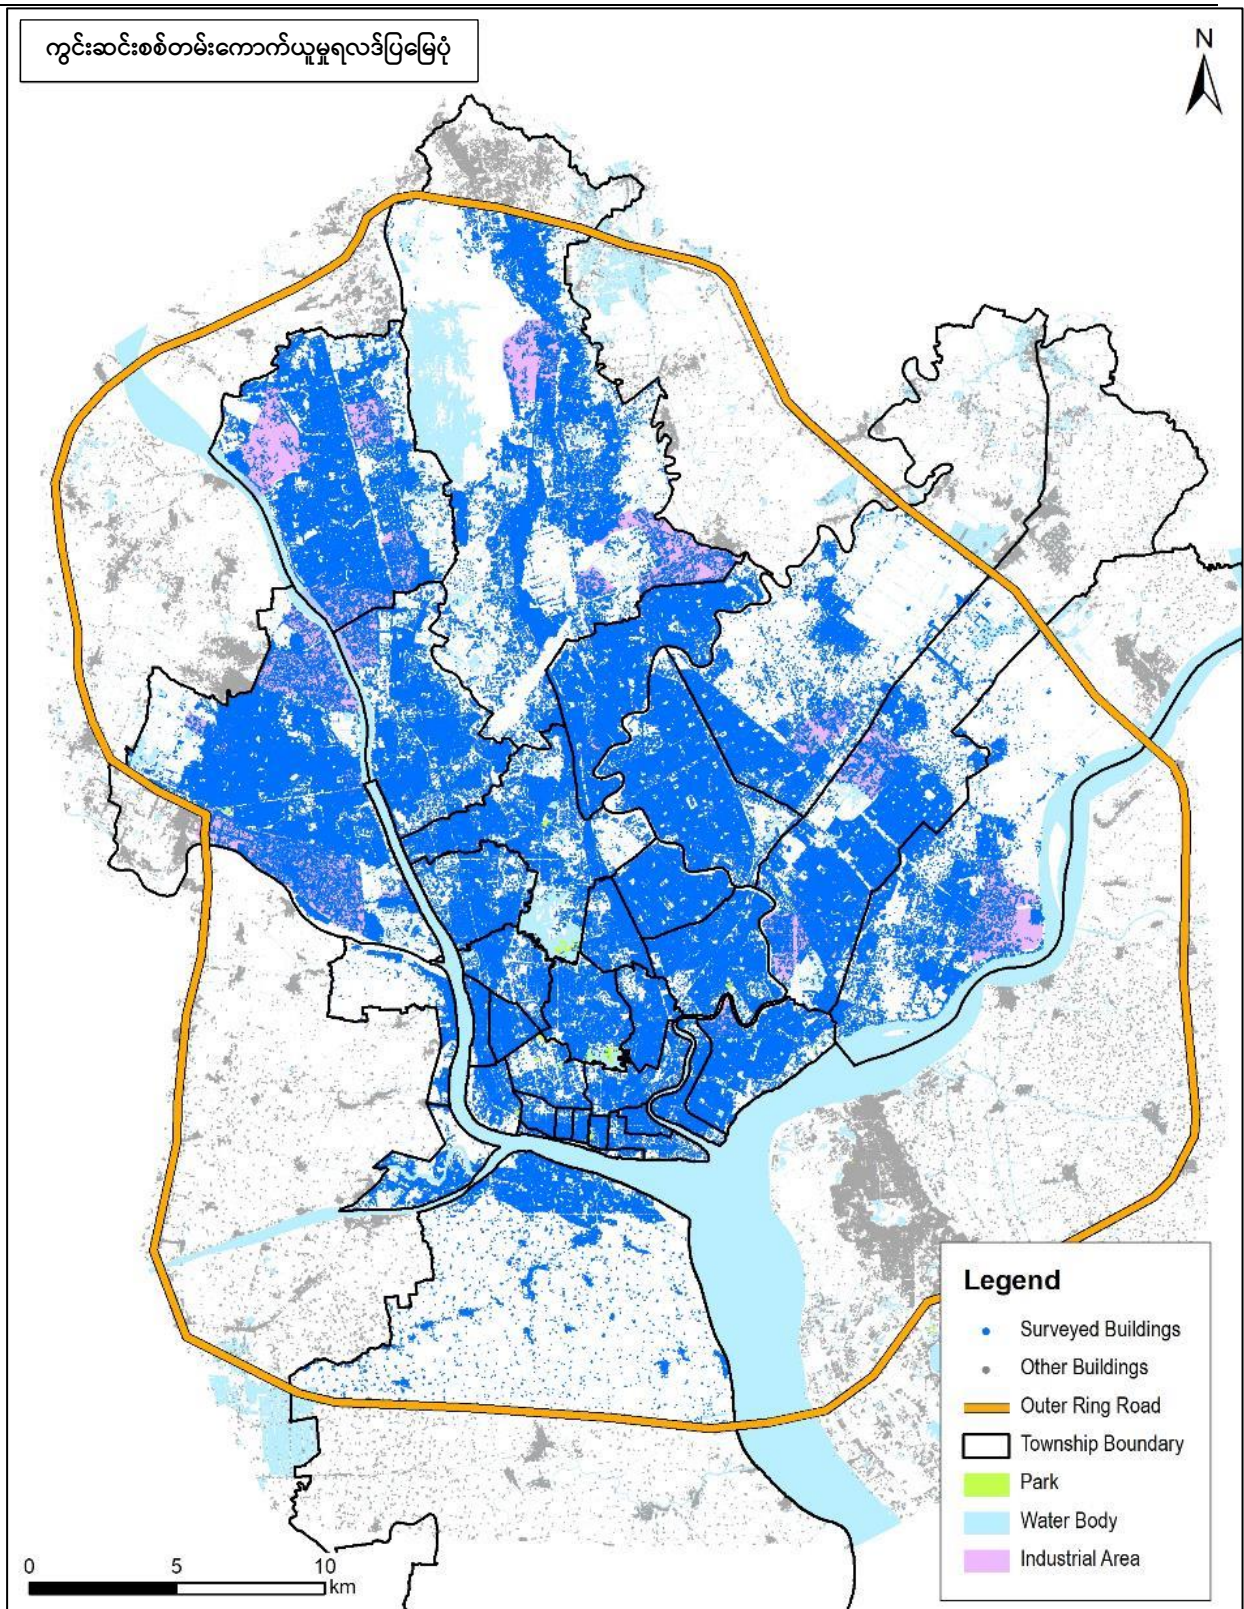 ကွင်းဆင်းစစ်တမ်းကောက်ယူမှုရလဒ်ပြမြေပုံ
N
Legend
Surveyed Buildings
Other Buildings
Outer Ring Road
Township Boundary
Park
Water Body
Industrial Area
0 5 10
km